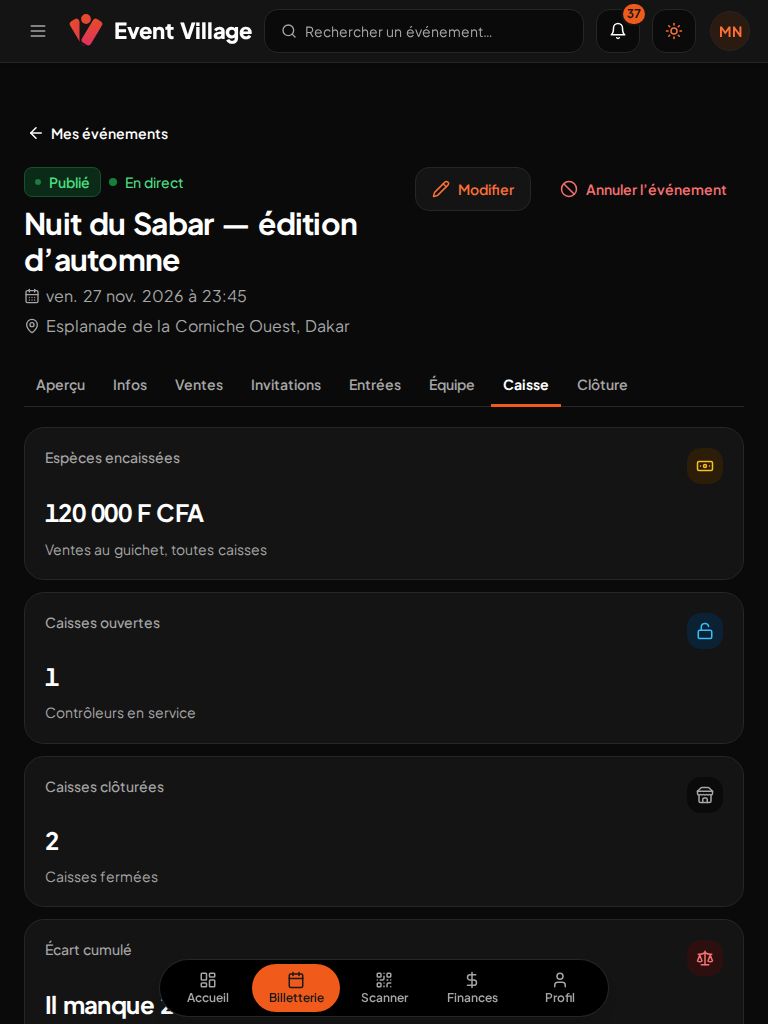 Event Village
Rechercher un événement…
37
MN
Mes événements
Publié
En direct
Modifier
Annuler l’événement
Nuit du Sabar — édition
d’automne
ven. 27 nov. 2026 à 23:45
Esplanade de la Corniche Ouest, Dakar
Aperçu
Infos
Ventes
Invitations
Entrées
Équipe
Caisse
Clôture
Espèces encaissées
120 000 F CFA
Ventes au guichet, toutes caisses
Caisses ouvertes
1
Contrôleurs en service
Caisses clôturées
2
Caisses fermées
Écart cumulé
Il manque
Accueil
Billetterie
Scanner
Finances
Profil